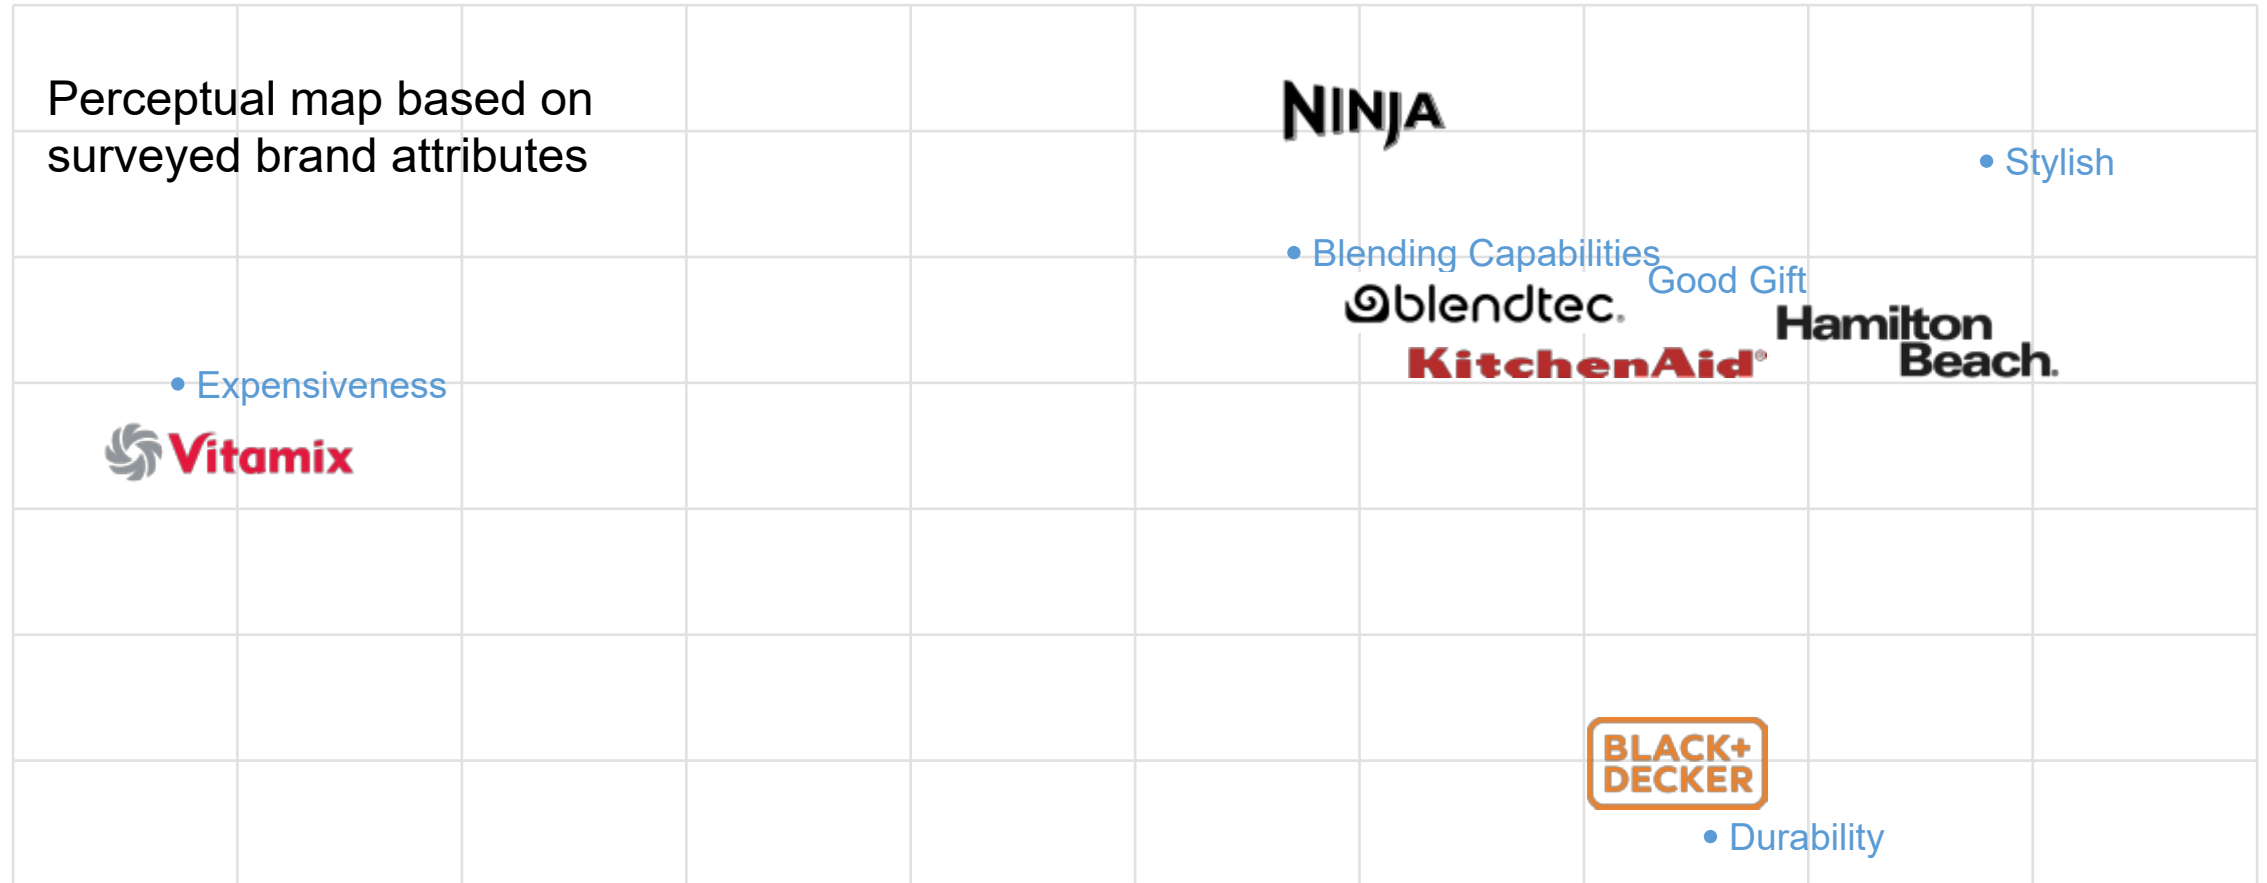 Perceptual map based on
surveyed brand attributes
NINJA
Stylish
Blending Capabilities
Good Gift
blendtec®
Hamilton
Beach.
KitchenAid®
Expensiveness
Vitamix
BLACK+
DECKER
Durability